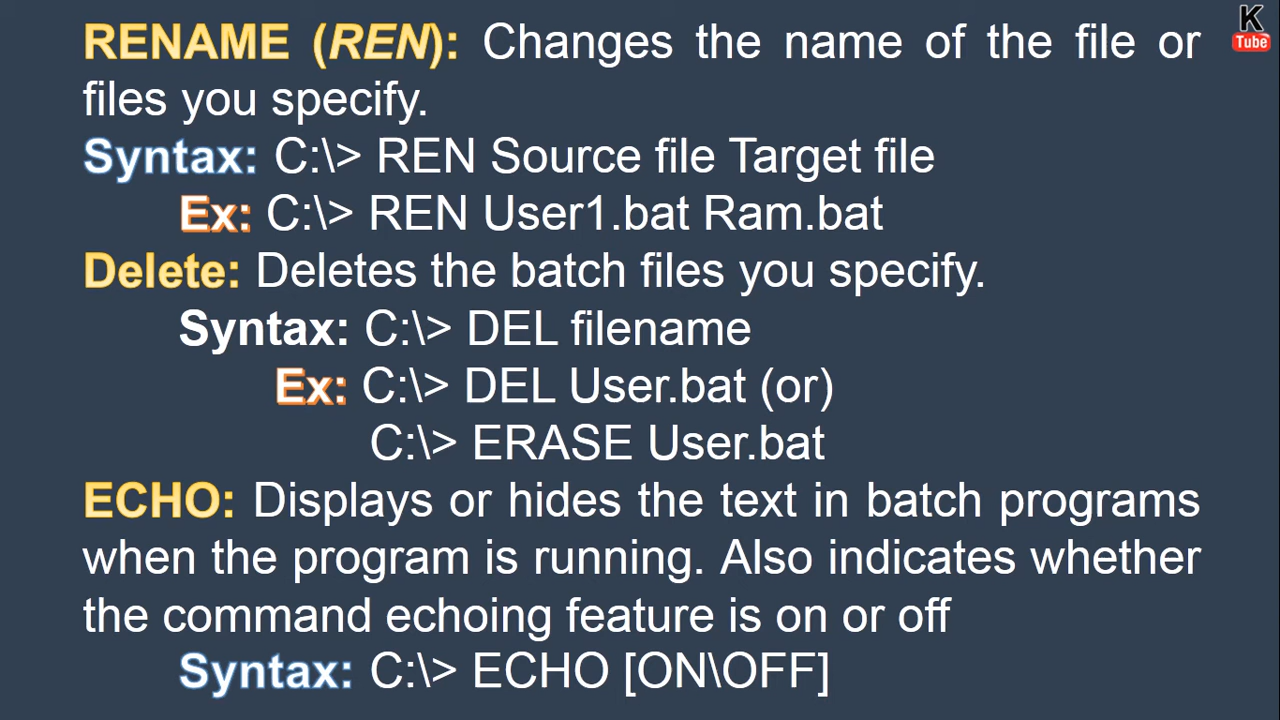 RENAME (REN): Changes the name of the file or
files you specify.
Syntax: C:\> REN Source file Target file
Ex: C:\> REN User1.bat Ram.bat
Delete: Deletes the batch files you specify.
Syntax: C:\> DEL filename
Ex: C:\> DEL User.bat (or)
C:\> ERASE User.bat
ECHO: Displays or hides the text in batch programs
when the program is running. Also indicates whether
the command echoing feature is on or off
Syntax: C:\> ECHO [ON\OFF]
K
Tube